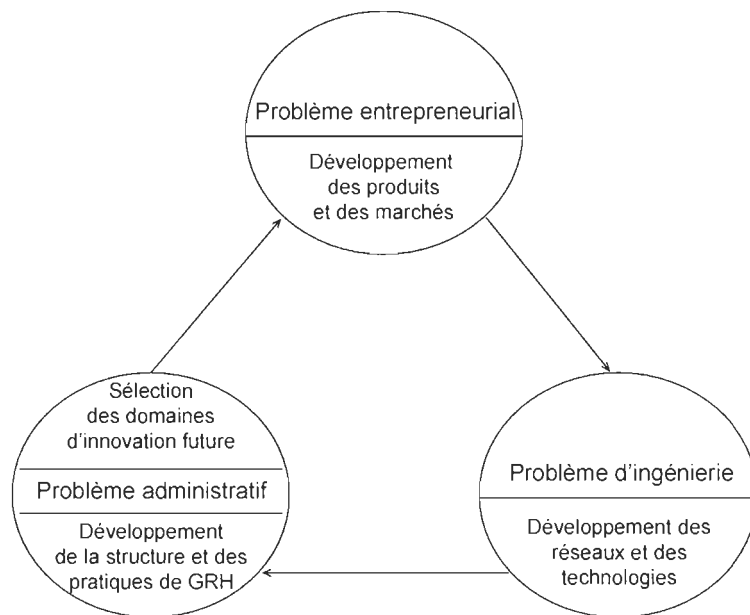 Problème entrepreneurial
Développement
des produits
et des marchés
Sélection
des domaines
d'innovation future
Problème administratif
Développement
de la structure et des
pratiques de GRH
Problème d'ingénierie
Développement des
réseaux et des
technologies